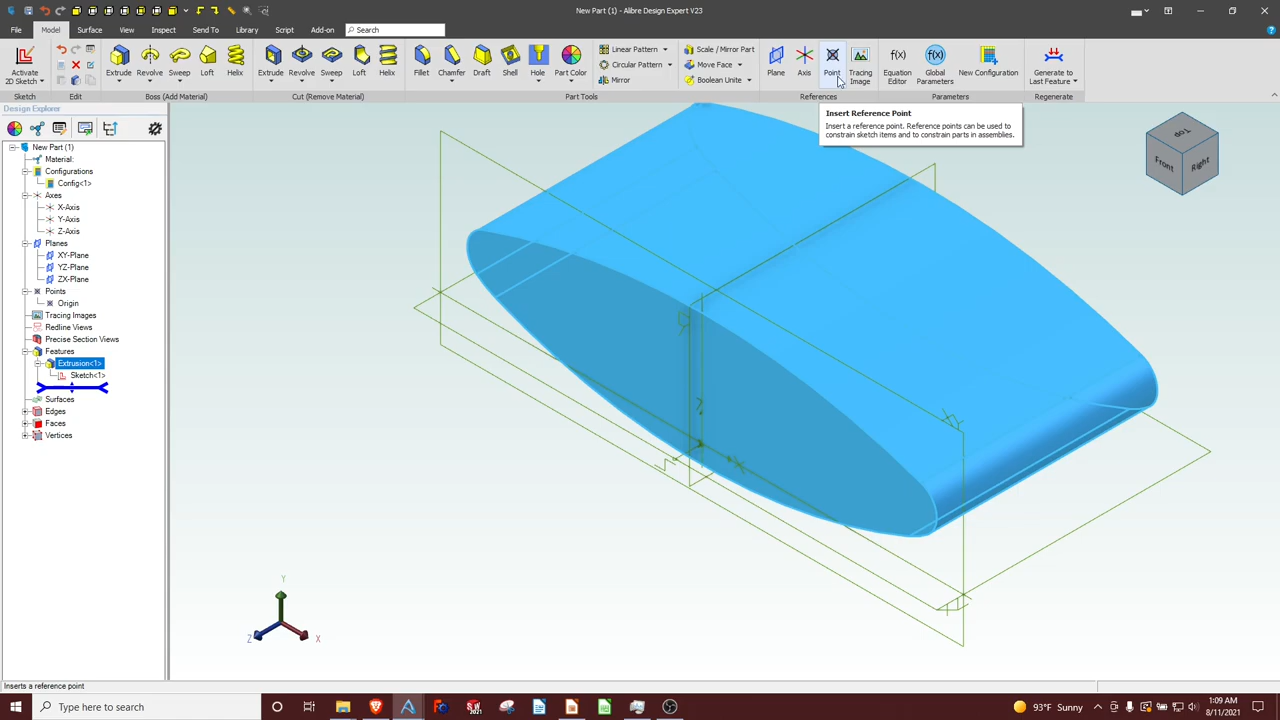 New Part (1) - Alibre Design Expert V23
File
Model
Surface
View
Inspect
Send To
Library
Script
Add-on
Search
Activate
2D Sketch
Extrude
Revolve
Sweep
Loft
Helix
Extrude
Revolve
Sweep
Loft
Helix
Fillet
Chamfer
Draft
Shell
Hole
Part Color
Linear Pattern
Circular Pattern
Mirror
Scale / Mirror Part
Move Face
Boolean Unite
Plane
Axis
Point
Tracing
Image
Equation
Editor
Global
Parameters
New Configuration
Generate to
Last Feature
Sketch
Edit
Boss (Add Material)
Cut (Remove Material)
Part Tools
References
Parameters
Regenerate
Insert Reference Point
Insert a reference point. Reference points can be used to
constrain sketch items and to constrain parts in assemblies.
Design Explorer
New Part (1)
Material:
Configurations
Config<1>
Axes
X-Axis
Y-Axis
Z-Axis
Planes
XY-Plane
YZ-Plane
ZX-Plane
Points
Origin
Tracing Images
Redline Views
Precise Section Views
Features
Extrusion<1>
Sketch<1>
Surfaces
Edges
Faces
Vertices
Top
Front
Right
Y
Z
X
Inserts a reference point
Type here to search
93°F Sunny
1:09 AM
8/11/2021